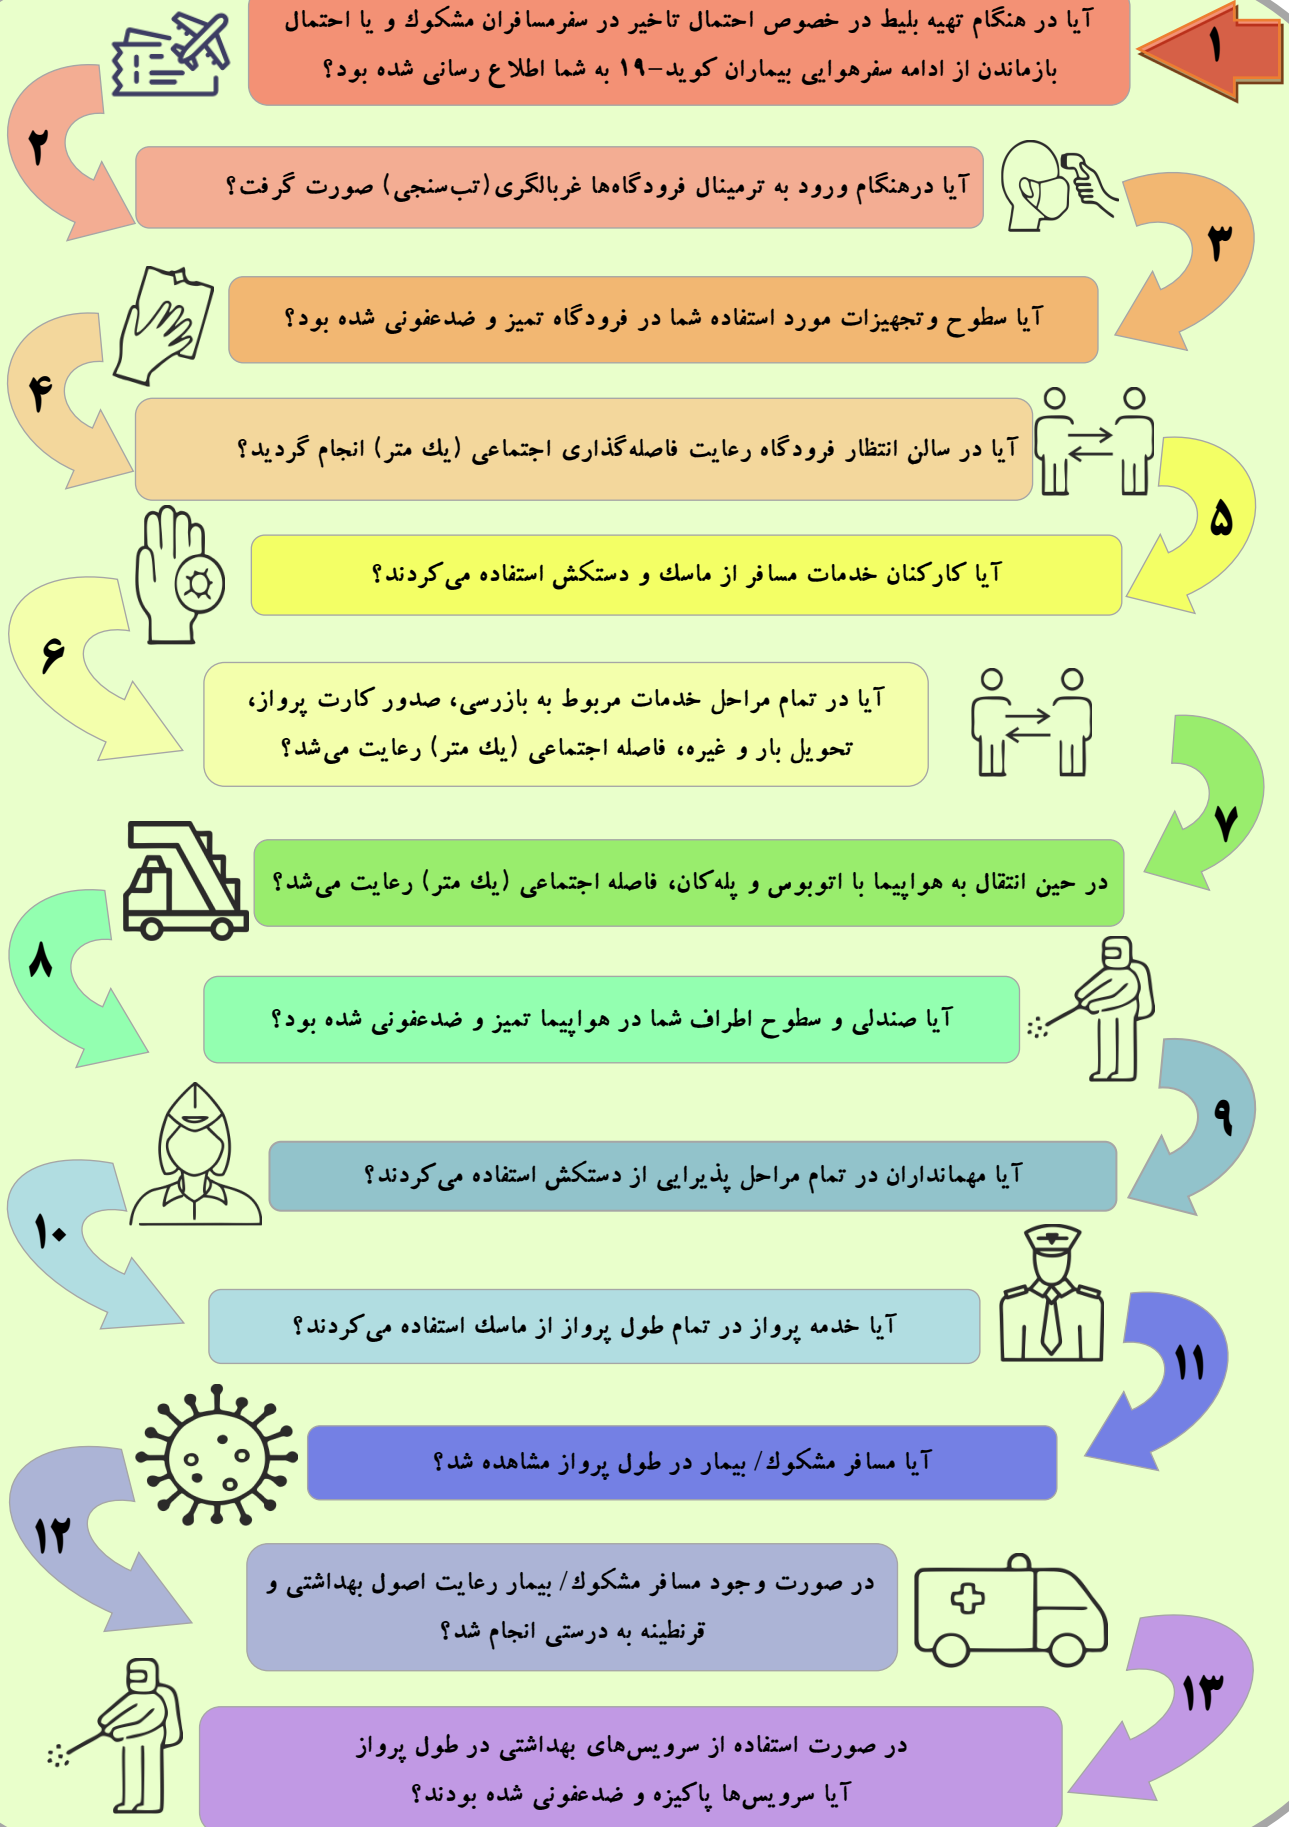 ۱
آیا در هنگام تهیه بلیط در خصوص احتمال تاخیر در سفرمسافران مشکوك و یا احتمال
بازماندن از ادامه سفرهوایی بیماران کوید-۱۹ به شما اطلاع رسانی شده بود؟
۲
آیا درهنگام ورود به ترمینال فرودگاه‌ها غربالگری(تب‌سنجی) صورت گرفت؟
۳
آیا سطوح وتجهیزات مورد استفاده شما در فرودگاه تمیز و ضدعفونی شده بود؟
۴
آیا در سالن انتظار فرودگاه رعایت فاصله‌گذاری اجتماعی (یك متر) انجام گردید؟
۵
آیا کارکنان خدمات مسافر از ماسك و دستکش استفاده می‌کردند؟
۶
آیا در تمام مراحل خدمات مربوط به بازرسی، صدور کارت پرواز،
تحویل بار و غیره، فاصله اجتماعی (یك متر) رعایت می‌شد؟
۷
در حین انتقال به هواپیما با اتوبوس و پله‌کان، فاصله اجتماعی (یك متر) رعایت می‌شد؟
۸
آیا صندلی و سطوح اطراف شما در هواپیما تمیز و ضدعفونی شده بود؟
۹
آیا مهمانداران در تمام مراحل پذیرایی از دستکش استفاده می‌کردند؟
۱۰
آیا خدمه پرواز در تمام طول پرواز از ماسك استفاده می‌کردند؟
۱۱
آیا مسافر مشکوك/ بیمار در طول پرواز مشاهده شد؟
۱۲
در صورت وجود مسافر مشکوك/ بیمار رعایت اصول بهداشتی و
قرنطینه به درستی انجام شد؟
۱۳
در صورت استفاده از سرویس‌های بهداشتی در طول پرواز
آیا سرویس‌ها پاکیزه و ضدعفونی شده بودند؟